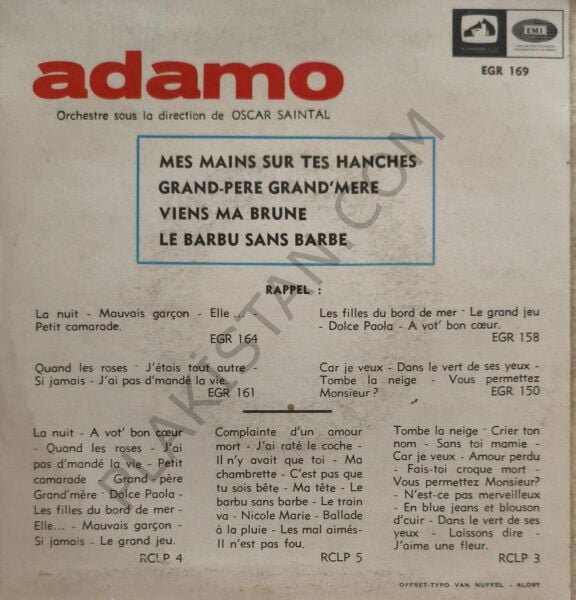 EMI
EGR 169
adamo
Orchestre sous la direction de OSCAR SAINTAL
MES MAINS SUR TES HANCHES
GRAND-PERE GRAND'MERE
VIENS MA BRUNE
LE BARBU SANS BARBE
RAPPEL :
La nuit - Mauvais garçon - Elle ... -
Petit camarade.
EGR 164
Les filles du bord de mer - Le grand jeu
- Dolce Paola - A vot' bon cœur.
EGR 158
Quand les roses - J'étais tout autre -
Si jamais - J'ai pas d'mandé la vie.
EGR 161
Car je veux - Dans le vert de ses yeux -
Tombe la neige - Vous permettez
Monsieur ? EGR 150
La nuit - A vot' bon cœur
- Quand les roses - J'ai
pas d'mandé la vie - Petit
camarade - Grand-père
Grand'mère - Dolce Paola -
Les filles du bord de mer -
Elle... - Mauvais garçon -
Si jamais - Le grand jeu.
RCLP 4
Complainte d'un amour
mort - J'ai raté le coche -
Il n'y avait que toi - Ma
chambrette - C'est pas que
tu sois bête - Ma tête - Le
barbu sans barbe - Le train
va - Nicole Marie - Ballade
à la pluie - Les mal aimés-
Il n'est pas fou.
RCLP 5
Tombe la neige - Crier ton
nom - Sans toi mamie -
Car je veux - Amour perdu
- Fais-toi croque mort -
Vous permettez Monsieur?
- N'est-ce pas merveilleux
- En blue jeans et blouson
d'cuir - Dans le vert de ses
yeux - Laissons dire -
J'aime une fleur.
RCLP 3
OFFSET-TYPO VAN NUFFEL - ALOST
PLAKİSTAN.COM